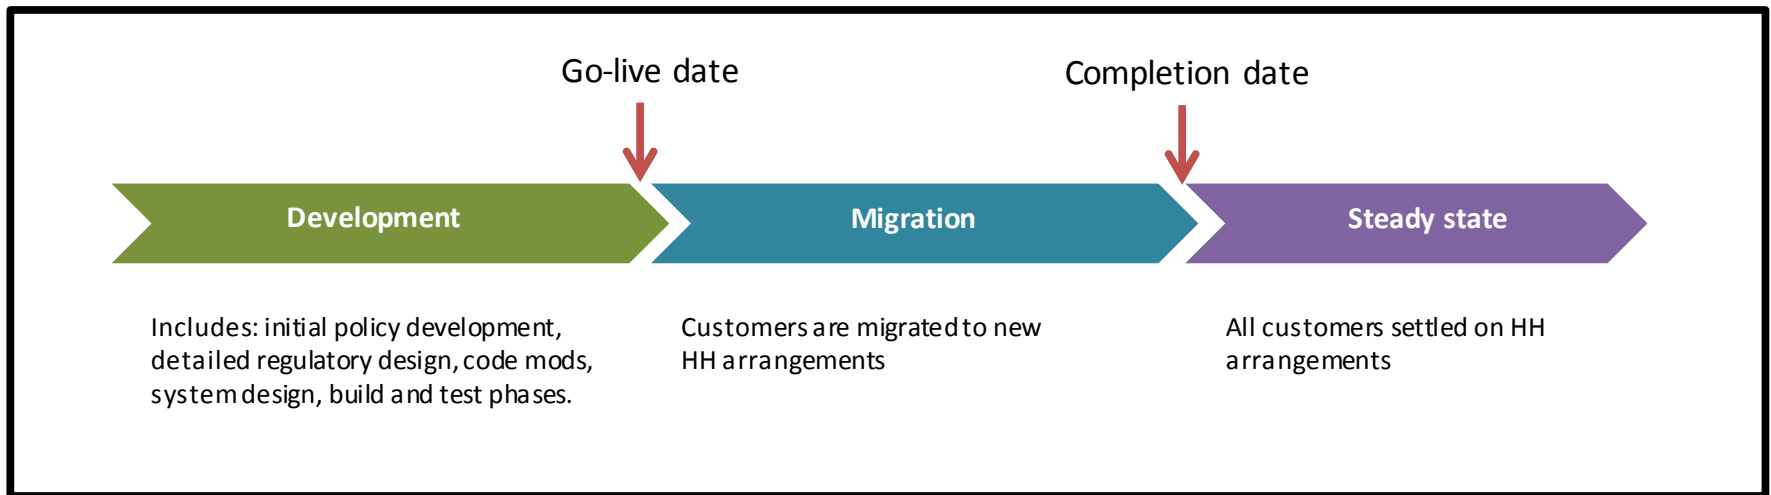 Go-live date
Completion date
Development
Migration
Steady state
Includes: initial policy development,
detailed regulatory design, code mods,
system design, build and test phases.
Customers are migrated to new
HH arrangements
All customers settled on HH
arrangements